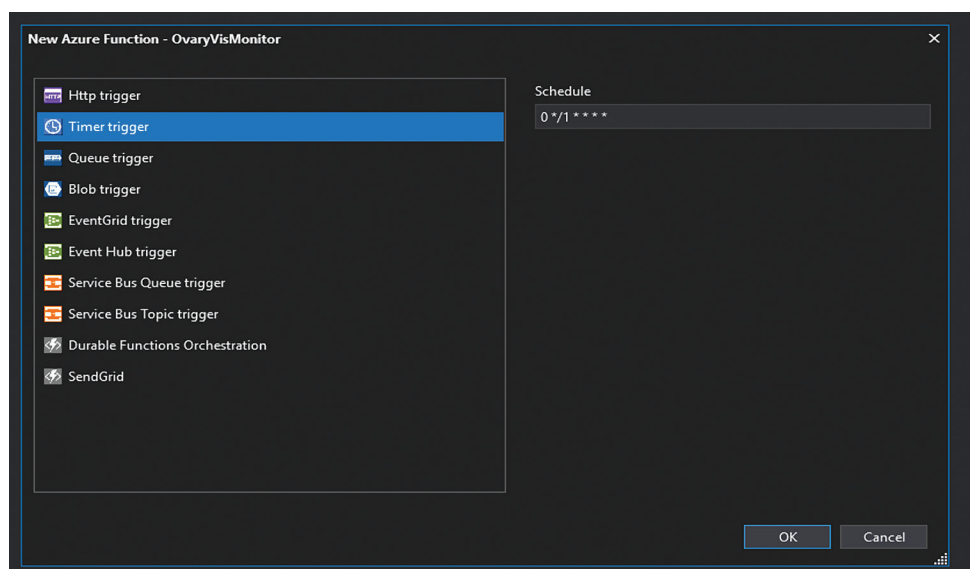 New Azure Function - OvaryVisMonitor
Http trigger
Timer trigger
Queue trigger
Blob trigger
EventGrid trigger
Event Hub trigger
Service Bus Queue trigger
Service Bus Topic trigger
Durable Functions Orchestration
SendGrid
Schedule
0 */1 * * * *
OK
Cancel